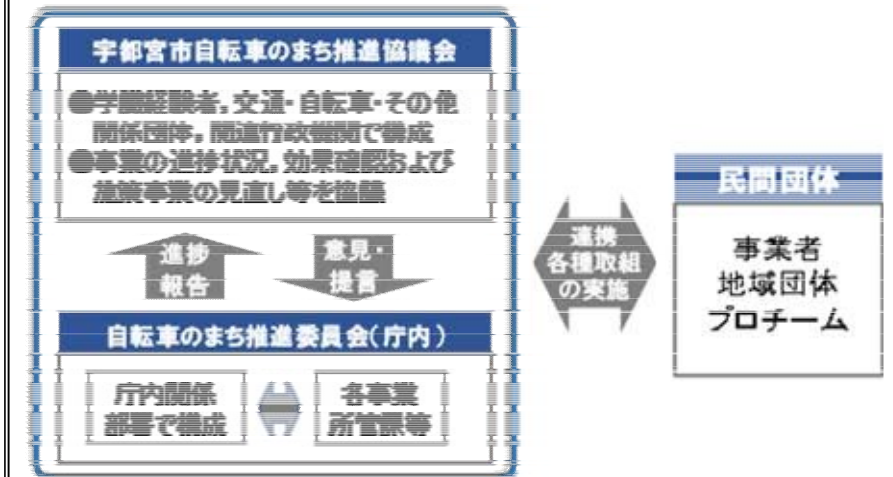 宇都宮市自転車のまち推進協議会
●学識経験者，交通・自転車・その他
関係団体，関連行政機関で構成
●事業の進捗状況，効果確認および
施策事業の見直し等を協議
進捗
報告
意見・
提言
自転車のまち推進委員会（庁内）
庁内関係
部署で構成
各事業
所管課等
連携
各種取組
の実施
民間団体
事業者
地域団体
プロチーム